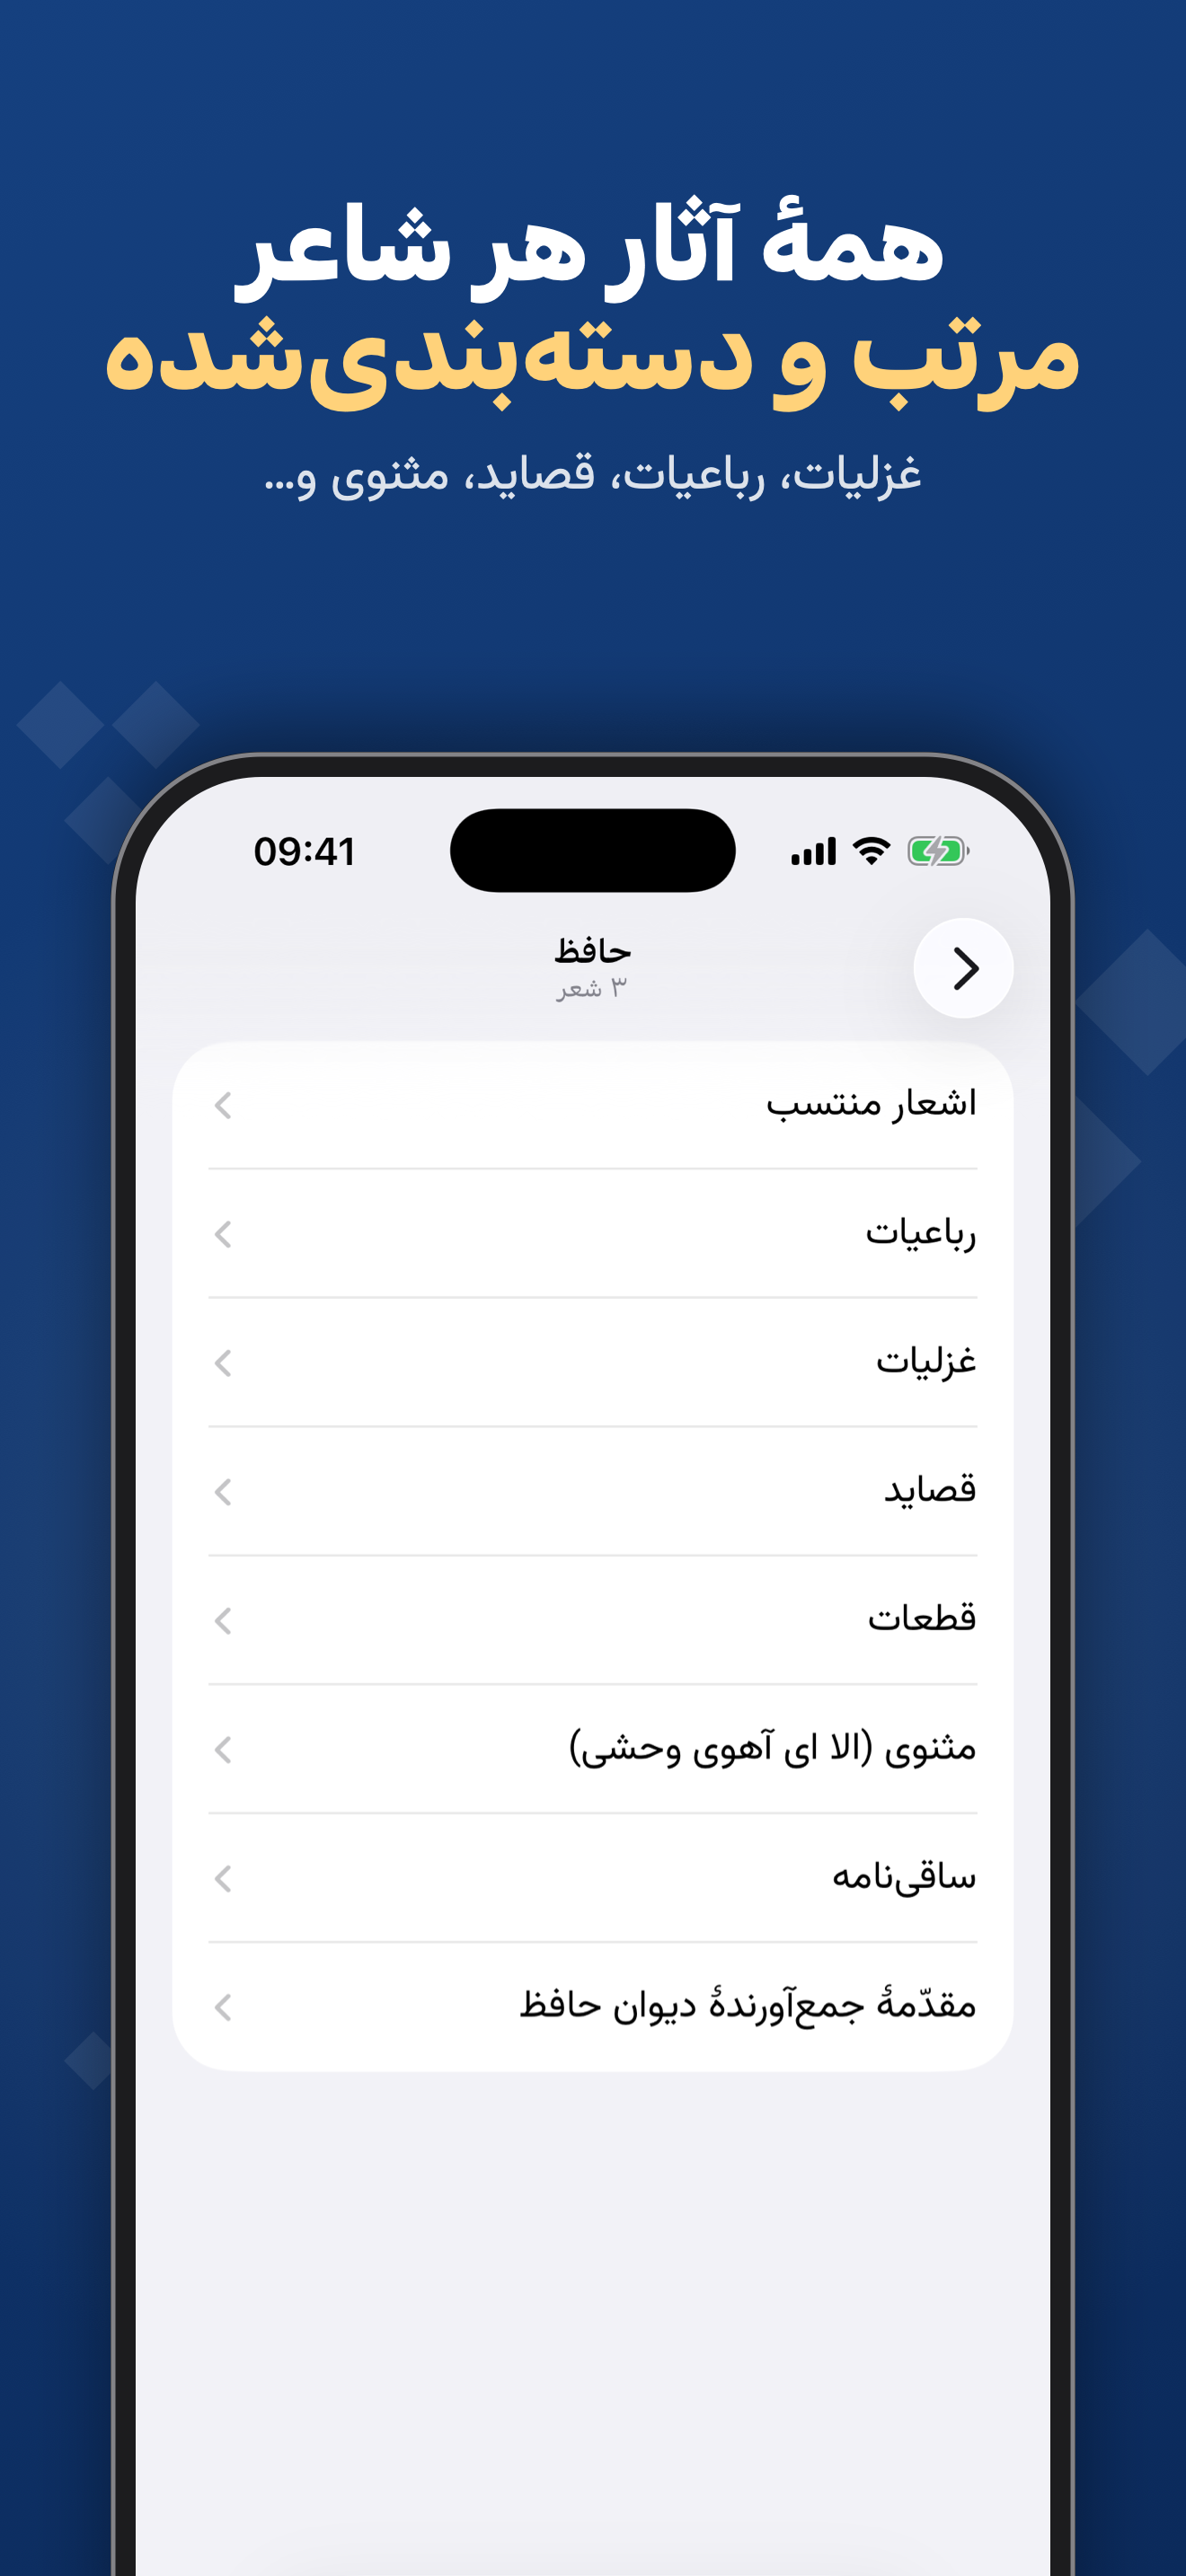 همهٔ آثار هر شاعر
مرتب و دسته‌بندی‌شده
غزلیات، رباعیات، قصاید، مثنوی و...
09:41
حافظ
۳ شعر
اشعار منتسب
رباعیات
غزلیات
قصاید
قطعات
مثنوی (الا ای آهوی وحشی)
ساقی‌نامه
مقدّمهٔ جمع‌آورندهٔ دیوان حافظ